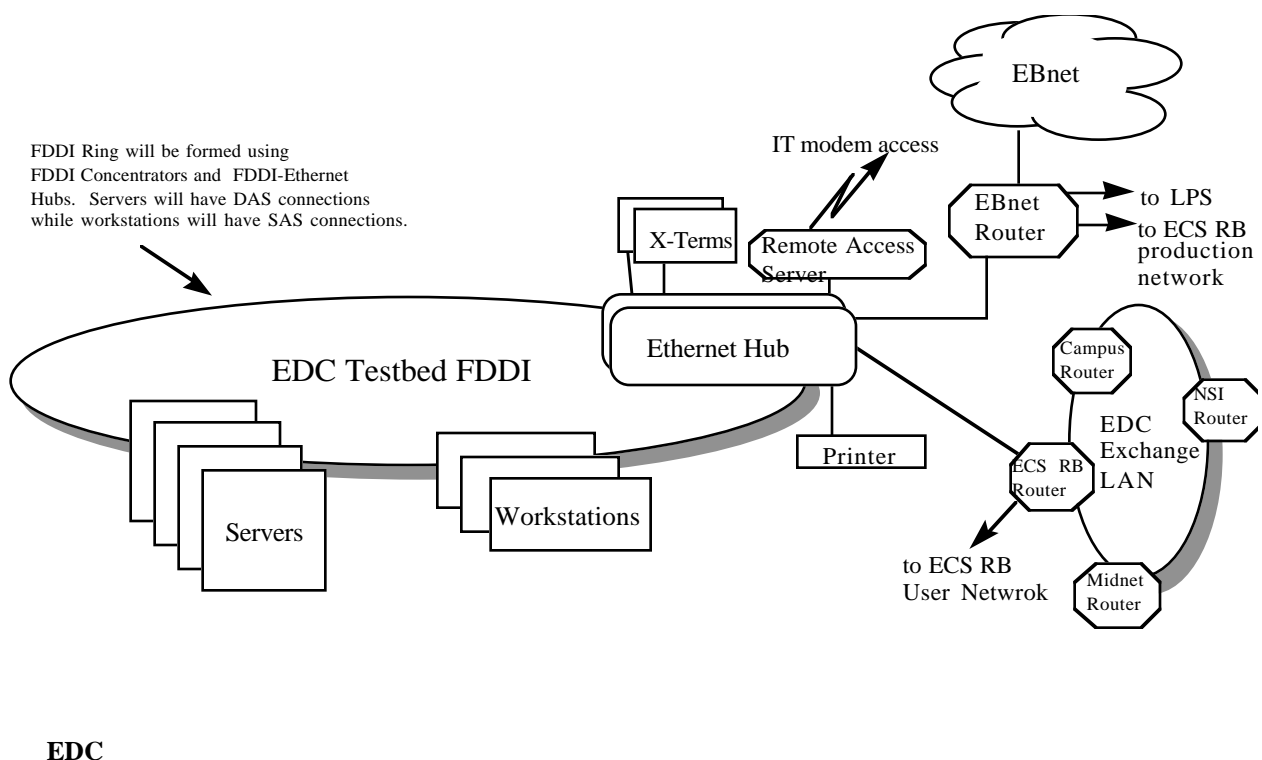 EBnet
IT modem access
FDDI Ring will be formed using
FDDI Concentrators and FDDI-Ethernet
Hubs. Servers will have DAS connections
while workstations will have SAS connections.
X-Terms
Remote Access
Server
EBnet
Router
to LPS
to ECS RB
production
network
Ethernet Hub
EDC Testbed FDDI
Campus
Router
NSI
Router
EDC
Exchange
LAN
Printer
ECS RB
Router
Servers
Workstations
to ECS RB
User Netwrok
Midnet
Router
EDC